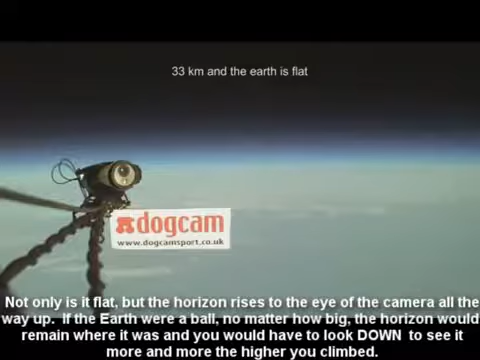 33 km and the earth is flat
dogcam
www.dogcamsport.co.uk
Not only is it flat, but the horizon rises to the eye of the camera all the
way up.  If the Earth were a ball, no matter how big, the horizon would
remain where it was and you would have to look DOWN  to see it
more and more the higher you climbed.